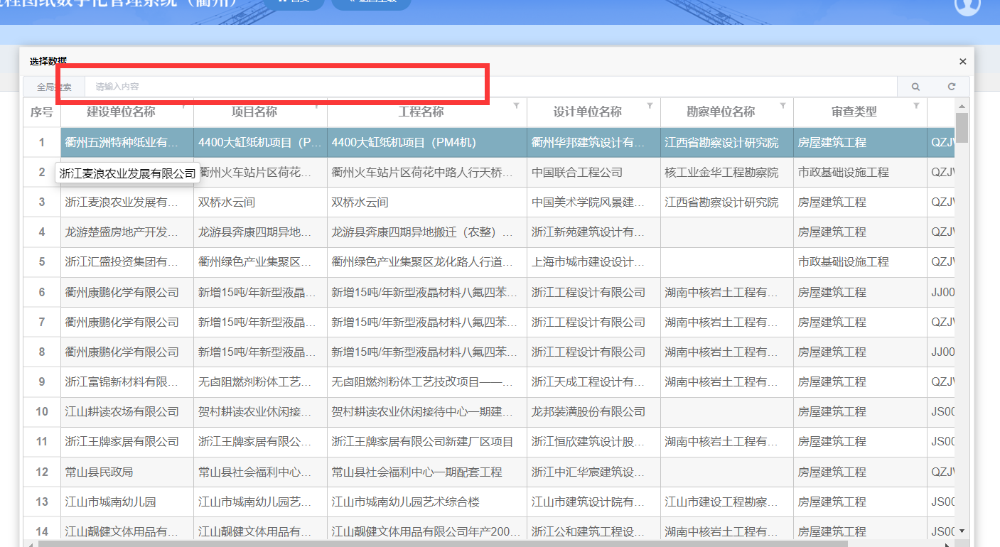 程图纸数字化管理系统（衢州）
首页
返回上级
选择数据
全局搜索 请输入内容
序号 建设单位名称 项目名称 工程名称 设计单位名称 勘察单位名称 审查类型
1 衢州五洲特种纸业有... 4400大缸纸机项目（P... 4400大缸纸机项目（PM4机） 衢州华邦建筑设计有... 江西省勘察设计研究院 房屋建筑工程 QZJW
2 衢州火车站片区荷花... 衢州火车站片区荷花中路人行天桥... 中国联合工程公司 核工业金华工程勘察院 市政基础设施工程 QZJW
浙江麦浪农业发展有限公司
3 浙江麦浪农业发展有... 双桥水云间 双桥水云间 中国美术学院风景建... 江西省勘察设计研究院 房屋建筑工程 QZJW
4 龙游楚盛房地产开发... 龙游县奔康四期异地... 龙游县奔康四期异地搬迁（农整）... 浙江新苑建筑设计有... 房屋建筑工程 QZJW
5 浙江汇盛投资集团有... 衢州绿色产业集聚区... 衢州绿色产业集聚区龙化路人行道... 上海市城市建设设计... 市政基础设施工程 QZJW
6 衢州康鹏化学有限公司 新增15吨/年新型液晶... 新增15吨/年新型液晶材料八氟四苯... 浙江工程设计有限公司 湖南中核岩土工程有... 房屋建筑工程 JJ00
7 衢州康鹏化学有限公司 新增15吨/年新型液晶... 新增15吨/年新型液晶材料八氟四苯... 浙江工程设计有限公司 湖南中核岩土工程有... 房屋建筑工程 QZJW
8 衢州康鹏化学有限公司 新增15吨/年新型液晶... 新增15吨/年新型液晶材料八氟四苯... 浙江工程设计有限公司 湖南中核岩土工程有... 房屋建筑工程 JJ00
9 浙江富锦新材料有限... 无卤阻燃剂粉体工艺... 无卤阻燃剂粉体工艺技改项目——... 浙江天成工程设计有... 湖南中核岩土工程有... 房屋建筑工程 QZJW
10 江山耕读农场有限公司 贺村耕读农业休闲接... 贺村耕读农业休闲接待中心一期建... 龙邦装潢股份有限公司 房屋建筑工程 JS00
11 浙江王牌家居有限公司 浙江王牌家居有限公... 浙江王牌家居有限公司新建厂区项目 浙江恒欣建筑设计股... 湖南中核岩土工程有... 房屋建筑工程 JS00
12 常山县民政局 常山县社会福利中心... 常山县社会福利中心一期配套工程 浙江中汇华宸建筑设... 房屋建筑工程 QZJW
13 江山市城南幼儿园 江山市城南幼儿园艺... 江山市城南幼儿园艺术综合楼 江山市建筑设计院有... 江山市建设工程勘察... 房屋建筑工程 JS00
14 江山靓健文体用品有... 江山靓健文体用品有... 江山靓健文体用品有限公司年产200... 浙江公和建筑工程设... 湖南中核岩土工程有... 房屋建筑工程 JS00